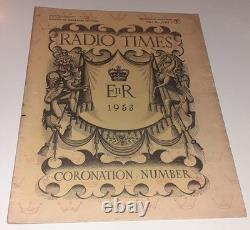 RADIO TIMES
EIIR
1953
CORONATION NUMBER